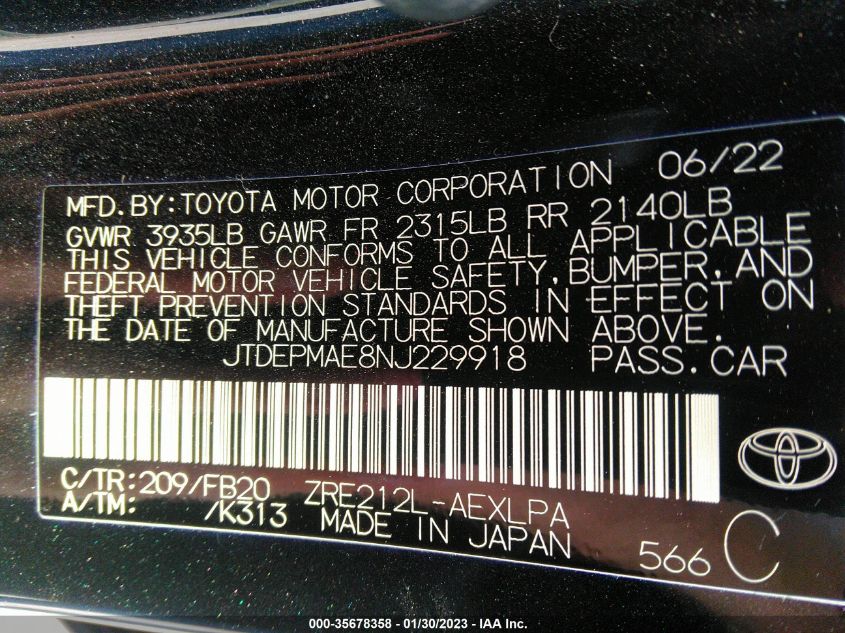 MFD.BY:TOYOTA MOTOR CORPORATION 06/22
GVWR 3935LB GAWR FR 2315LB RR 2140LB
THIS VEHICLE CONFORMS TO ALL APPLICABLE
FEDERAL MOTOR VEHICLE SAFETY,BUMPER,AND
THEFT PREVENTION STANDARDS IN EFFECT ON
THE DATE OF MANUFACTURE SHOWN ABOVE.
JTDEPMAE8NJ229918 PASS.CAR
C/TR:209/FB20 ZRE212L-AEXLPA
A/TM: /K313 MADE IN JAPAN 566 C
000-35678358 - 01/30/2023 - IAA Inc.